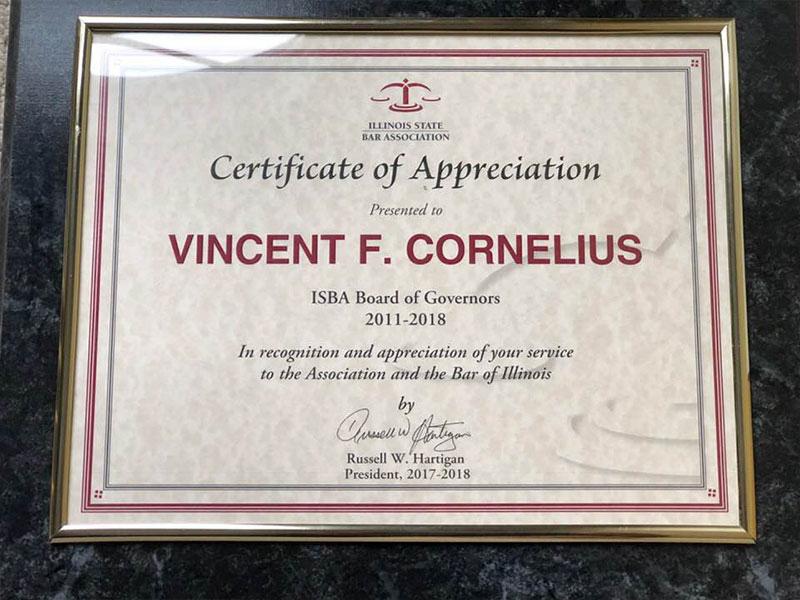 ILLINOIS STATE
BAR ASSOCIATION
Certificate of Appreciation
Presented to
VINCENT F. CORNELIUS
ISBA Board of Governors
2011-2018
In recognition and appreciation of your service
to the Association and the Bar of Illinois
by
Russell W Hartigan
Russell W. Hartigan
President, 2017-2018